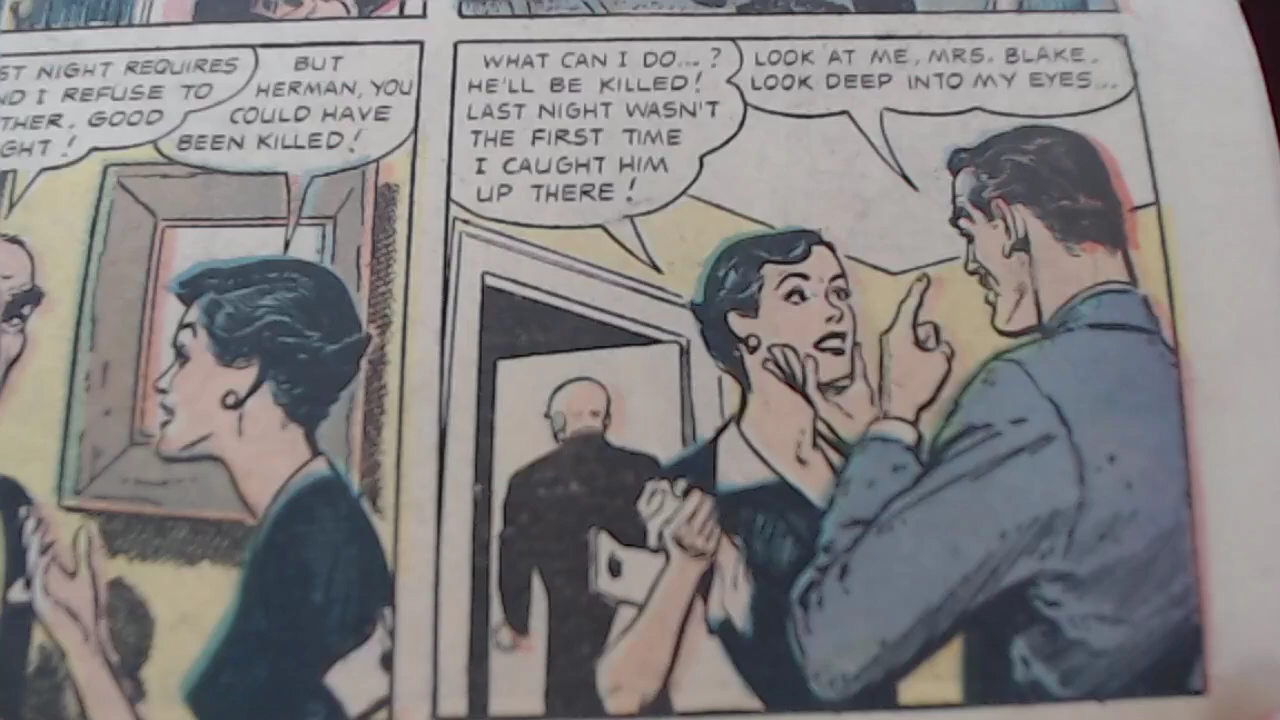 ST NIGHT REQUIRES
ND I REFUSE TO
THER. GOOD
GHT!
BUT
HERMAN, YOU
COULD HAVE
BEEN KILLED!
WHAT CAN I DO...?
HE'LL BE KILLED!
LAST NIGHT WASN'T
THE FIRST TIME
I CAUGHT HIM
UP THERE!
LOOK AT ME, MRS. BLAKE.
LOOK DEEP INTO MY EYES...